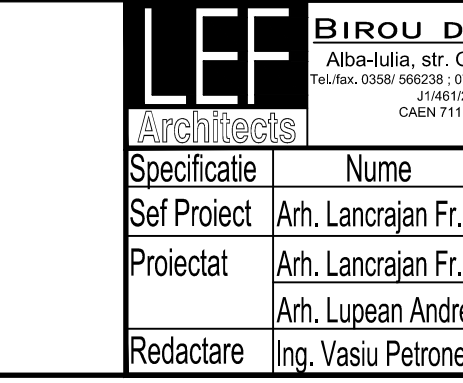 LEF
Architects
BIROU D
Alba-Iulia, str.
Tel./fax. 0358/ 566238 ;
J1/461/
CAEN 711
Specificatie Nume
Sef Proiect Arh. Lancrajan Fr.
Proiectat Arh. Lancrajan Fr.
Arh. Lupean Andre
Redactare Ing. Vasiu Petrone